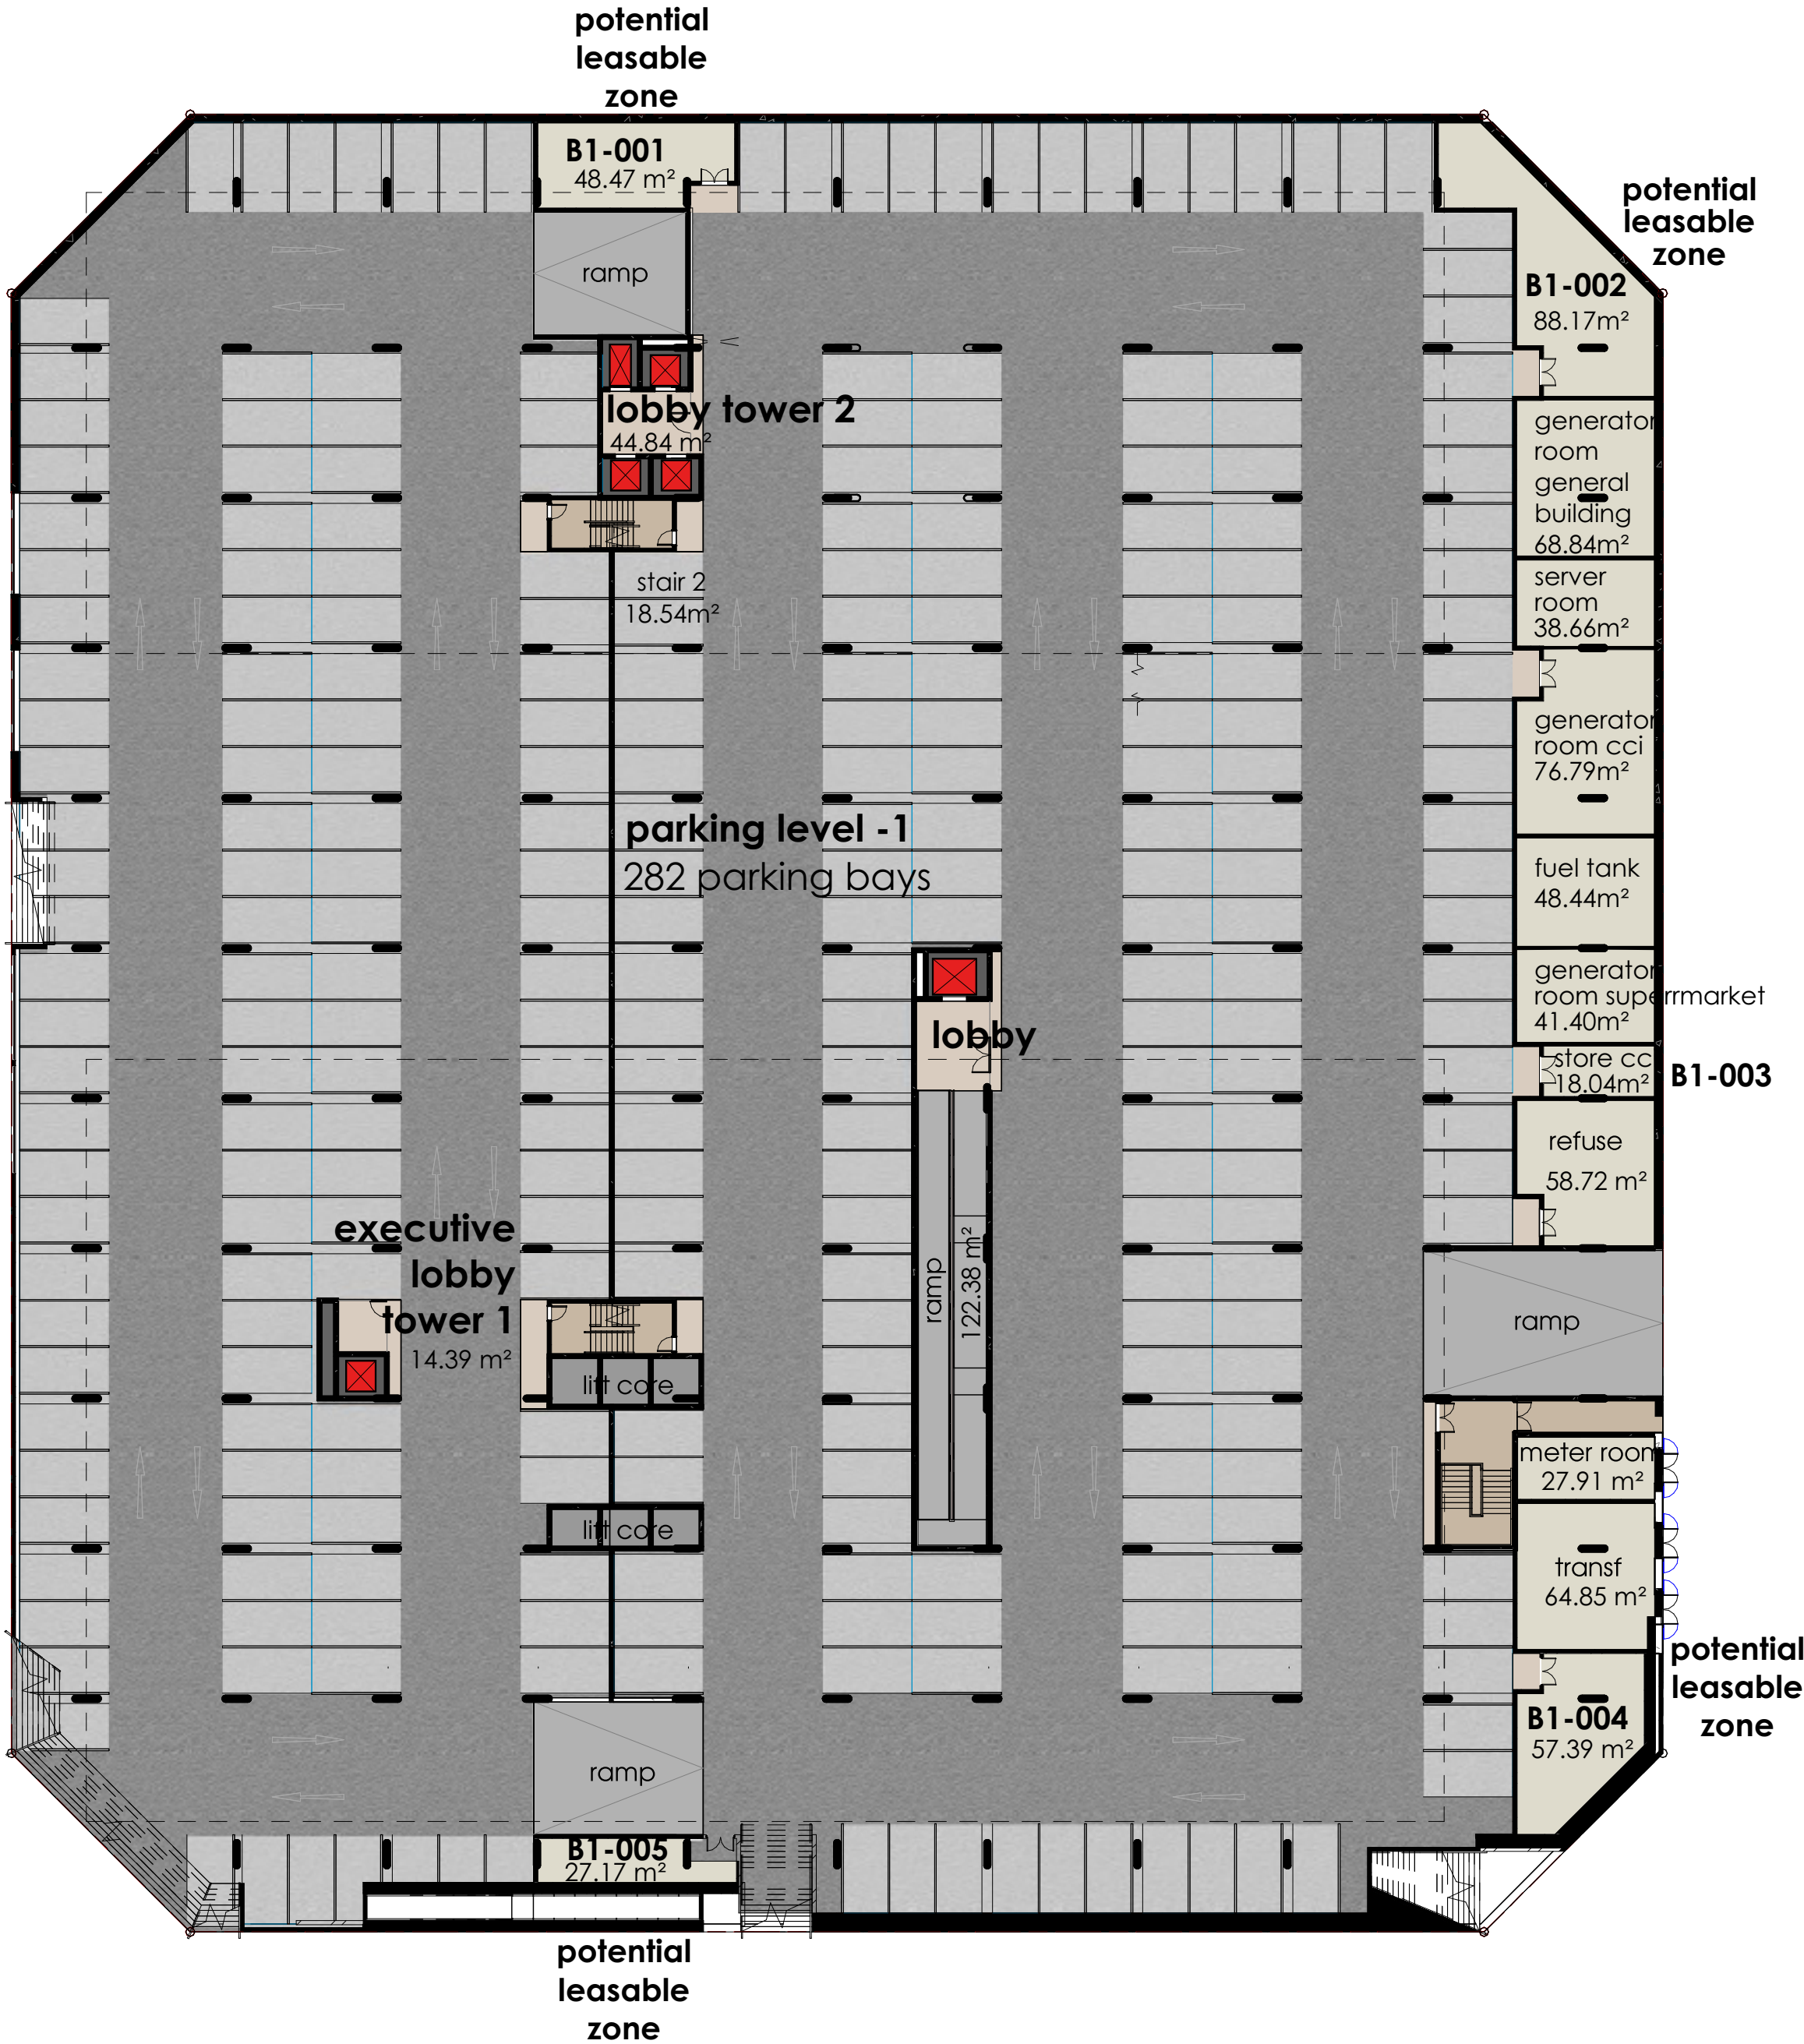 potential
leasable
zone
B1-001
48.47 m²
potential
leasable
zone
ramp
B1-002
88.17m²
lobby tower 2
44.84 m²
generator
room
general
building
68.84m²
stair 2
18.54m²
server
room
38.66m²
generator
room cci
76.79m²
parking level -1
282 parking bays
fuel tank
48.44m²
generator
room superrmarket
41.40m²
lobby
store cc
18.04m²
B1-003
refuse
58.72 m²
executive
lobby
tower 1
14.39 m²
ramp
122.38 m²
ramp
lift core
meter room
27.91 m²
lift core
transf
64.85 m²
potential
leasable
zone
B1-004
57.39 m²
ramp
B1-005
27.17 m²
potential
leasable
zone